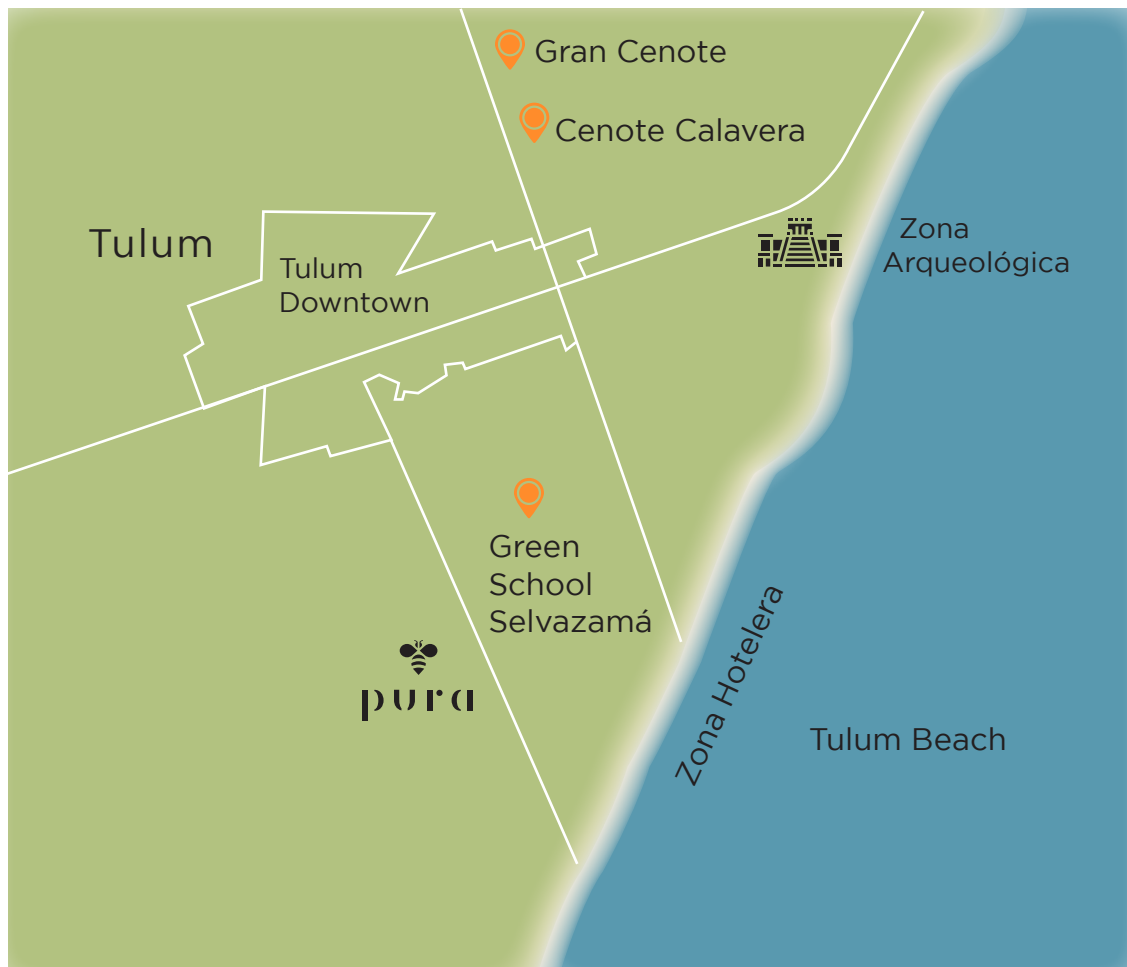 Gran Cenote
Cenote Calavera
Tulum
Zona
Arqueológica
Tulum
Downtown
Green
School
Selvazamá
pura
Zona Hotelera
Tulum Beach